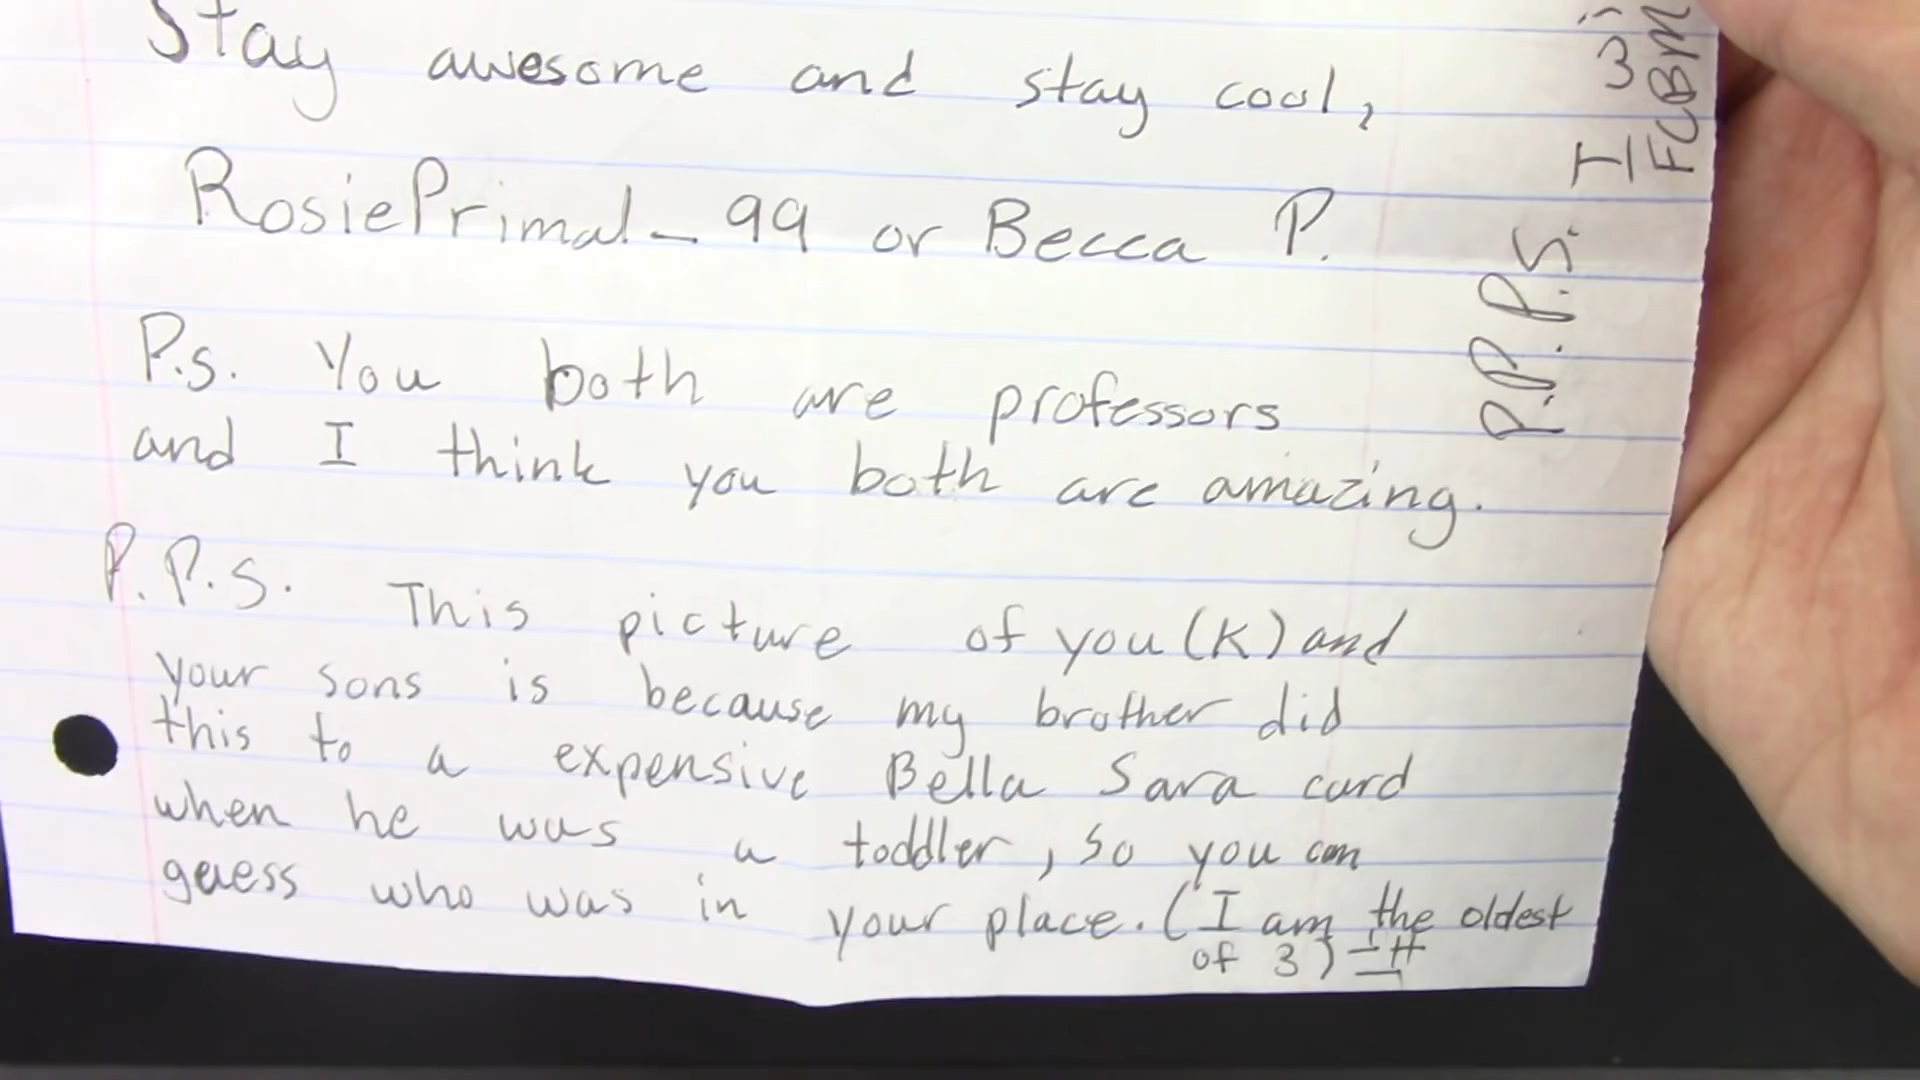 Stay awesome and stay cool,
RosiePrimal_99 or Becca P.
P.s. You both are professors
and I think you both are amazing.
P.P.S. This picture of you (K) and
your sons is because my brother did
this to a expensive Bella Sara card
when he was a toddler, so you can
guess who was in your place. (I am the oldest
of 3)
P.P.P.S. I
FCBM